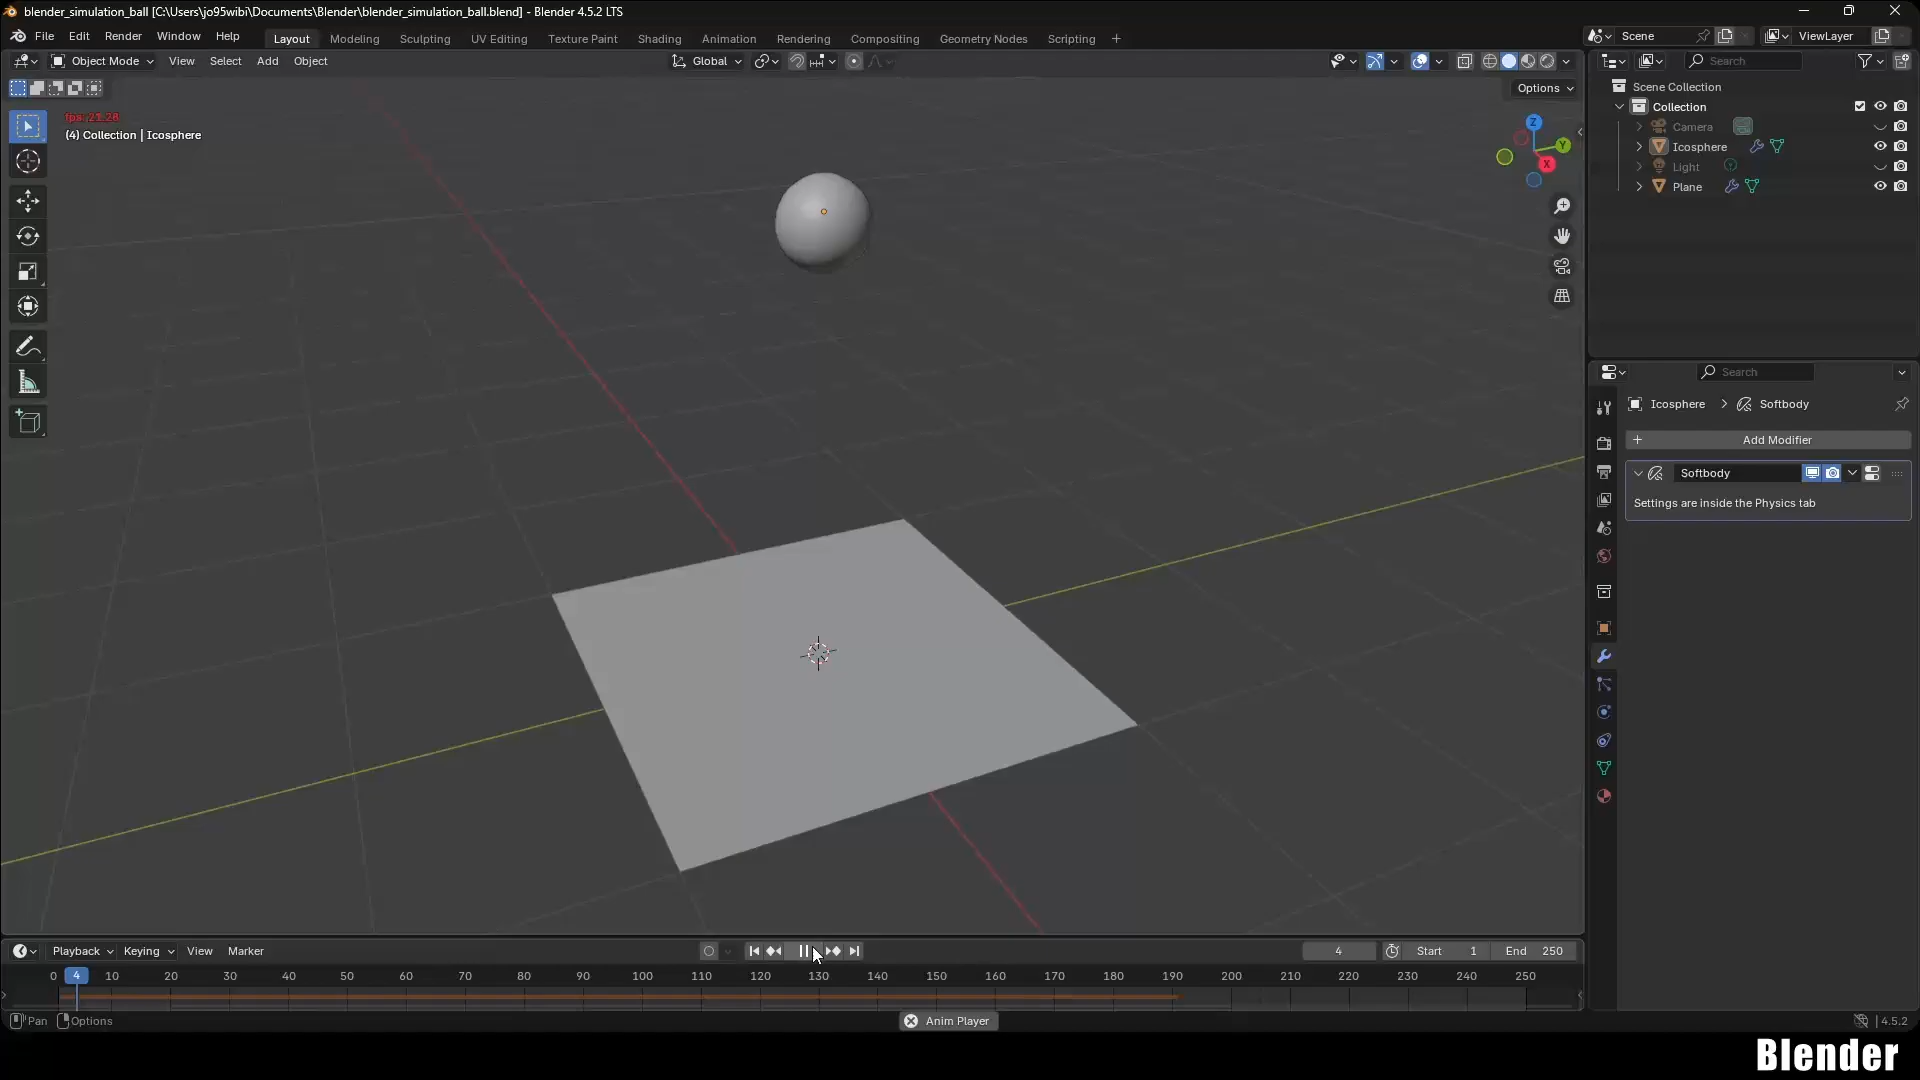 blender_simulation_ball [C:\Users\jo95wibi\Documents\Blender\blender_simulation_ball.blend] - Blender 4.5.2 LTS
File Edit Render Window Help Layout Modeling Sculpting UV Editing Texture Paint Shading Animation Rendering Compositing Geometry Nodes Scripting + Scene ViewLayer
Object Mode View Select Add Object Global Search
Options
Scene Collection
Collection
fps: 21.28
(4) Collection | Icosphere
Camera
Icosphere
Light
Plane
Z
Y
X
Search
Icosphere > Softbody
+ Add Modifier
Softbody
Settings are inside the Physics tab
Playback Keying View Marker 4 Start 1 End 250
0 4 10 20 30 40 50 60 70 80 90 100 110 120 130 140 150 160 170 180 190 200 210 220 230 240 250
Pan Options Anim Player 4.5.2
Blender